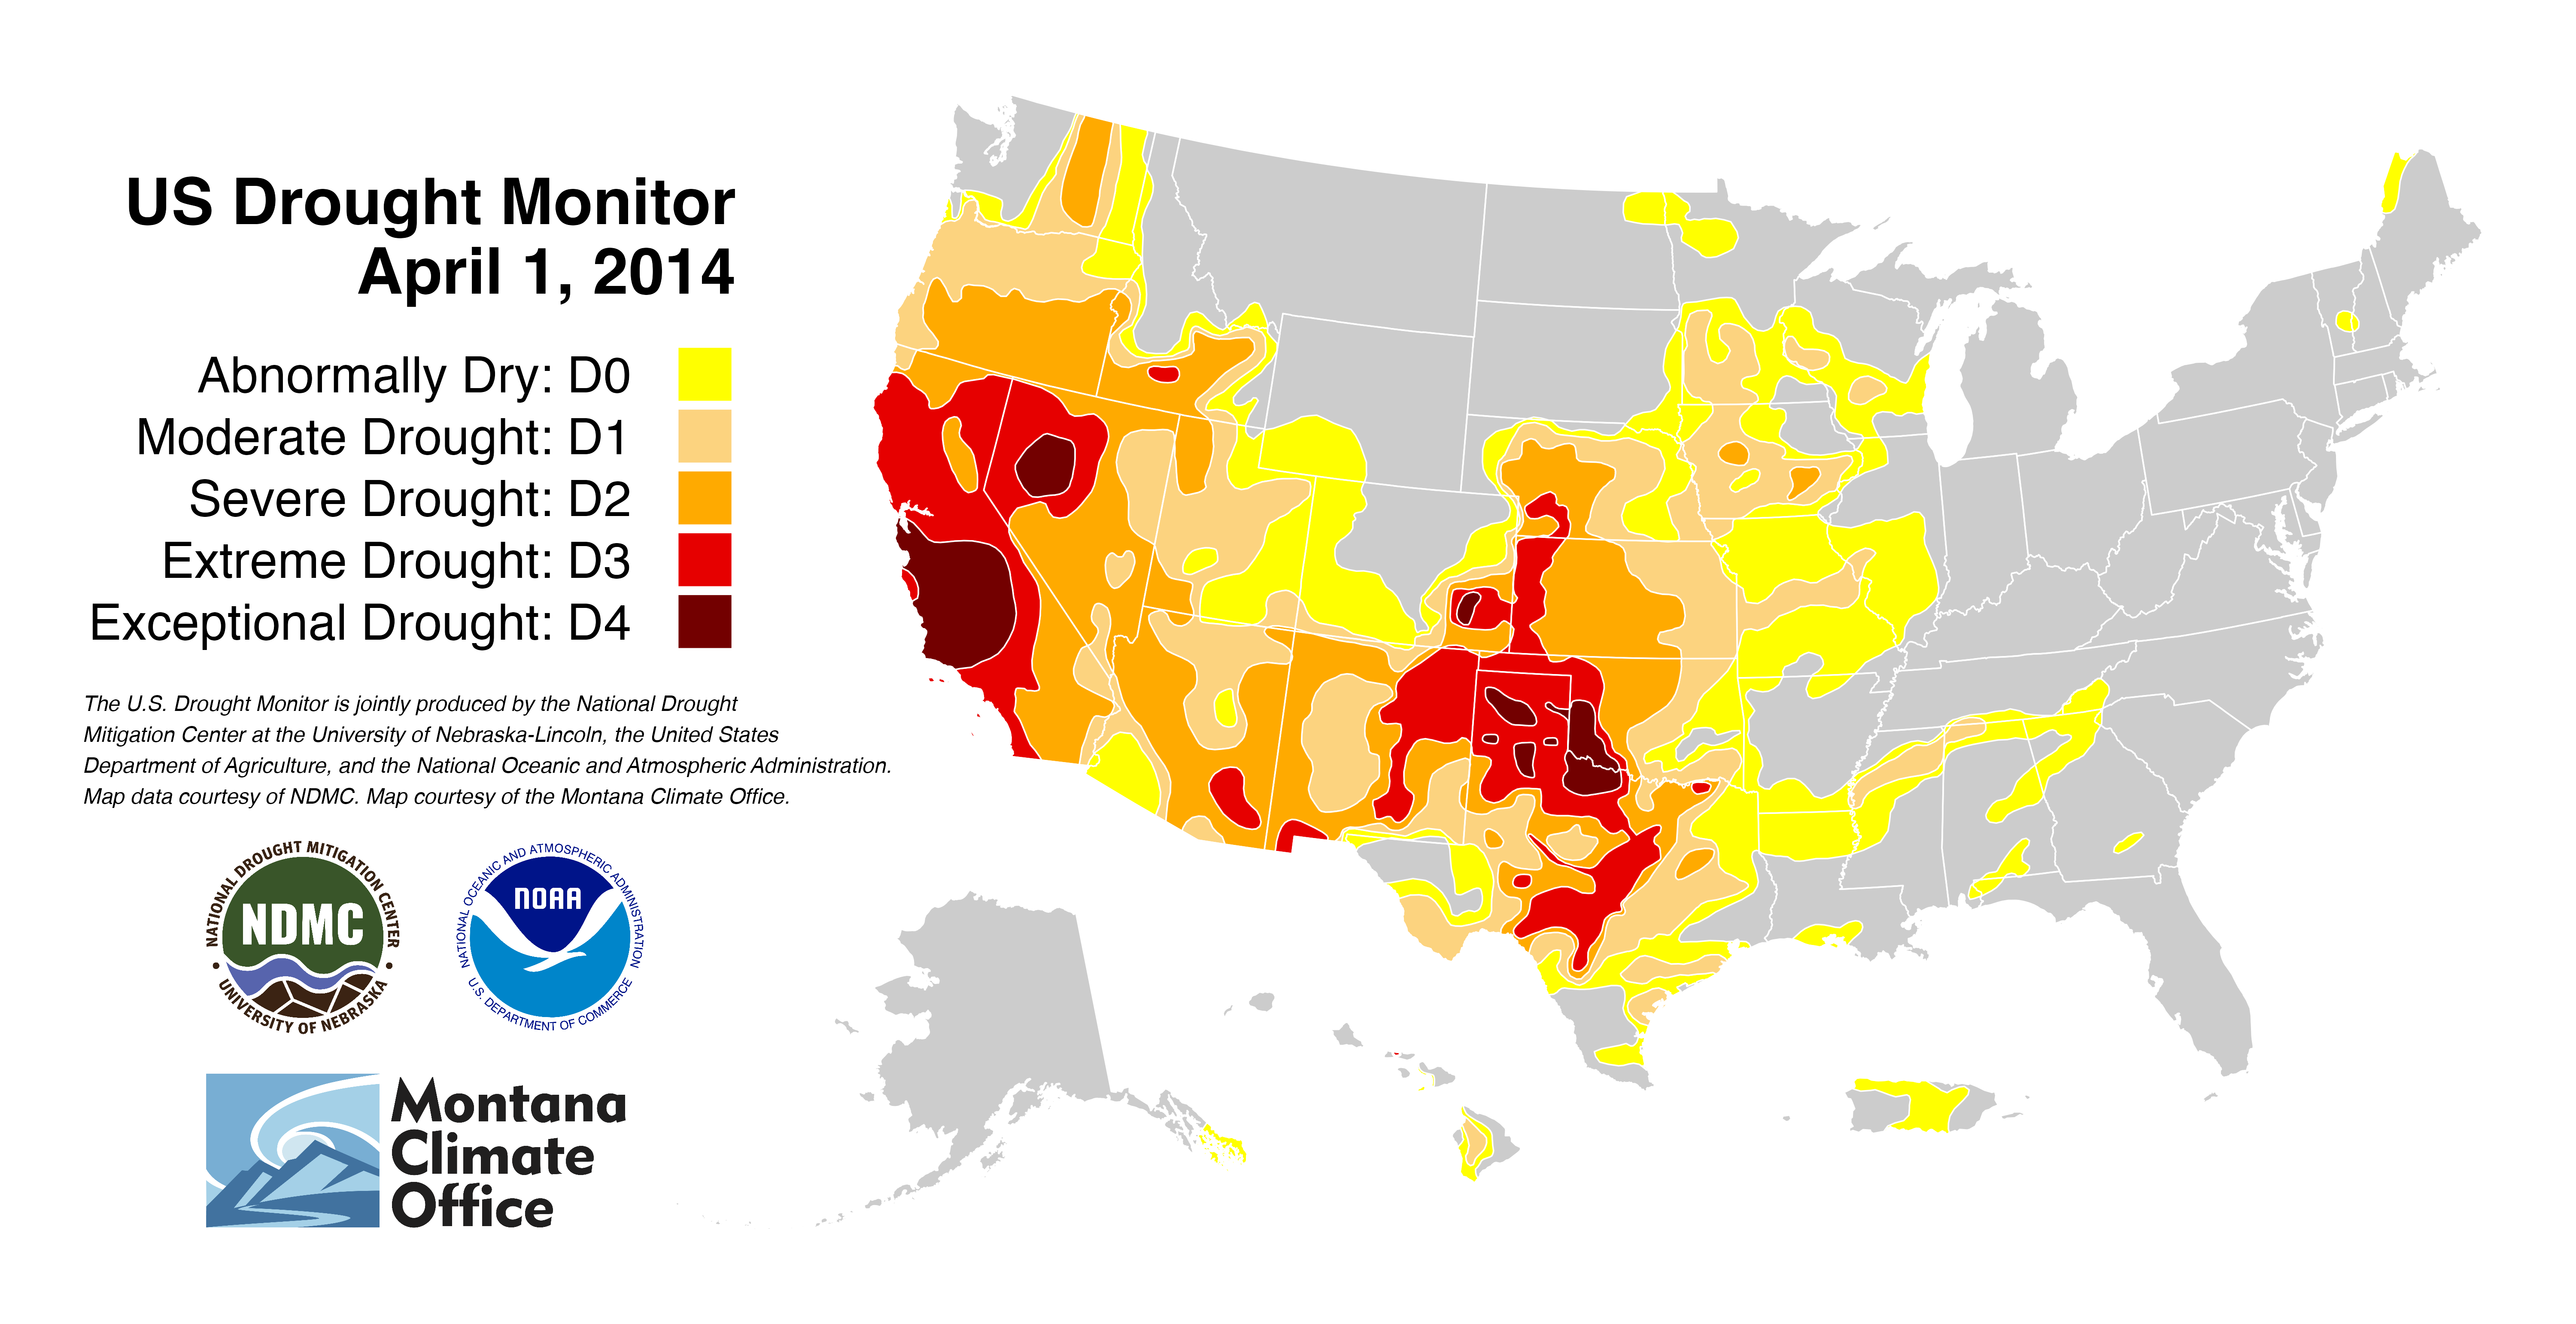 US Drought Monitor
April 1, 2014
Abnormally Dry: D0
Moderate Drought: D1
Severe Drought: D2
Extreme Drought: D3
Exceptional Drought: D4
The U.S. Drought Monitor is jointly produced by the National Drought
Mitigation Center at the University of Nebraska-Lincoln, the United States
Department of Agriculture, and the National Oceanic and Atmospheric Administration.
Map data courtesy of NDMC. Map courtesy of the Montana Climate Office.
NATIONAL DROUGHT MITIGATION CENTER
NDMC
UNIVERSITY OF NEBRASKA
NATIONAL OCEANIC AND ATMOSPHERIC ADMINISTRATION
NOAA
U.S. DEPARTMENT OF COMMERCE
Montana
Climate
Office